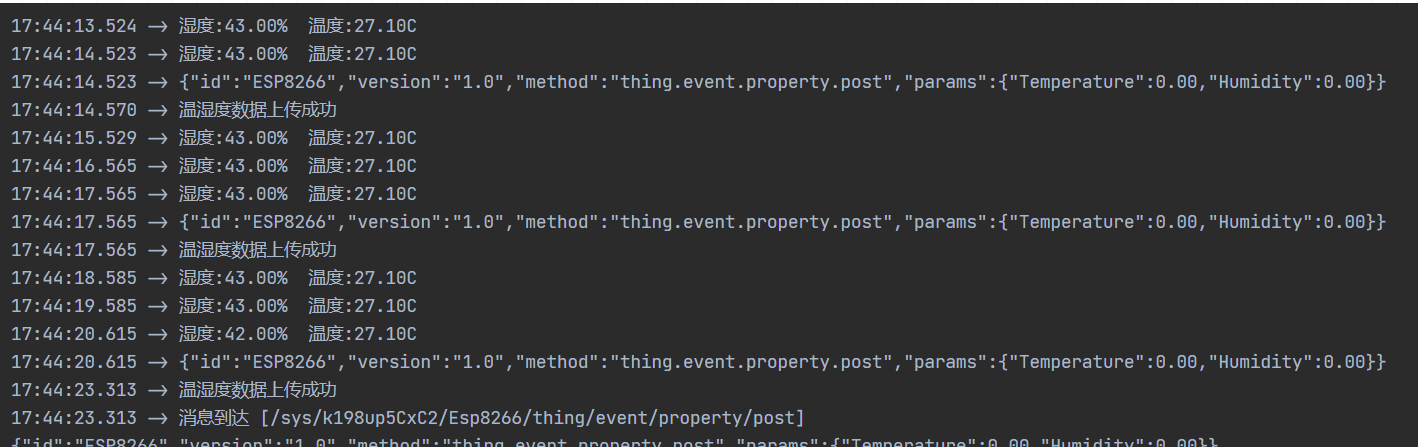 17:44:13.524 -> 湿度:43.00%  温度:27.10C
17:44:14.523 -> 湿度:43.00%  温度:27.10C
17:44:14.523 -> {"id":"ESP8266","version":"1.0","method":"thing.event.property.post","params":{"Temperature":0.00,"Humidity":0.00}}
17:44:14.570 -> 温湿度数据上传成功
17:44:15.529 -> 湿度:43.00%  温度:27.10C
17:44:16.565 -> 湿度:43.00%  温度:27.10C
17:44:17.565 -> 湿度:43.00%  温度:27.10C
17:44:17.565 -> {"id":"ESP8266","version":"1.0","method":"thing.event.property.post","params":{"Temperature":0.00,"Humidity":0.00}}
17:44:17.565 -> 温湿度数据上传成功
17:44:18.585 -> 湿度:43.00%  温度:27.10C
17:44:19.585 -> 湿度:43.00%  温度:27.10C
17:44:20.615 -> 湿度:42.00%  温度:27.10C
17:44:20.615 -> {"id":"ESP8266","version":"1.0","method":"thing.event.property.post","params":{"Temperature":0.00,"Humidity":0.00}}
17:44:23.313 -> 温湿度数据上传成功
17:44:23.313 -> 消息到达 [/sys/k198up5CxC2/Esp8266/thing/event/property/post]
{"id":"ESP8266","version":"1.0","method":"thing.event.property.post","params":{"Temperature":0.00,"Humidity":0.00}}